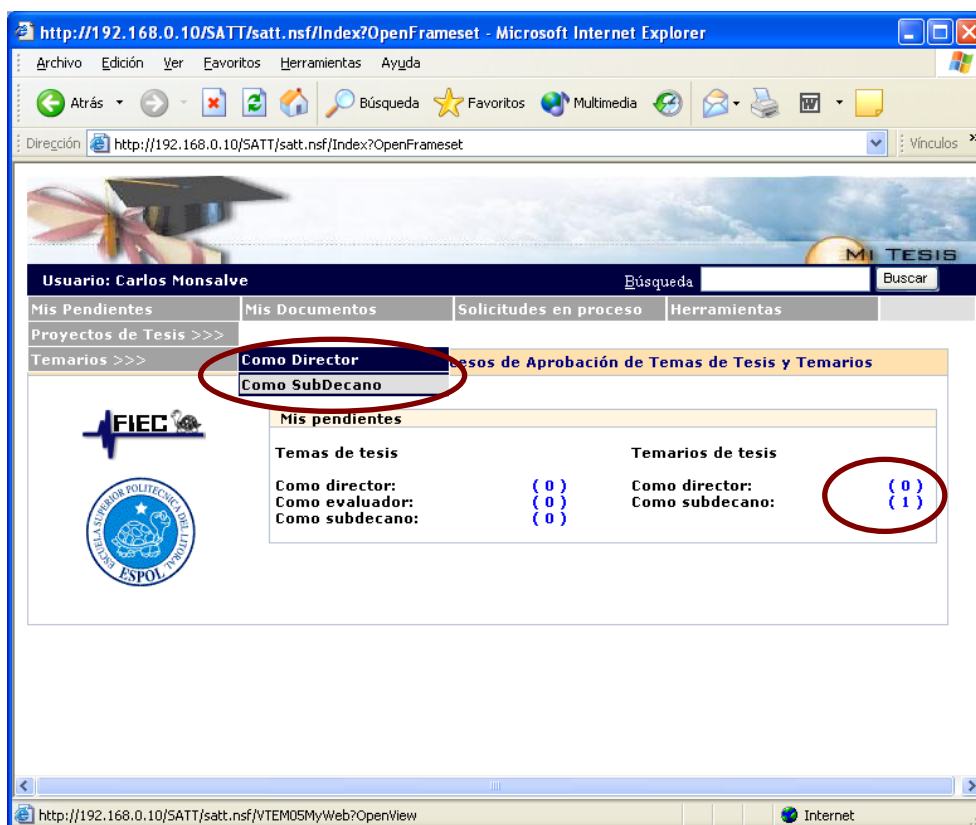 http://192.168.0.10/SATT/satt.nsf/Index?OpenFrameset - Microsoft Internet Explorer
Archivo Edición Ver Favoritos Herramientas Ayuda
Atrás Búsqueda Favoritos Multimedia
Dirección http://192.168.0.10/SATT/satt.nsf/Index?OpenFrameset Vínculos »
MI TESIS
Usuario: Carlos Monsalve Búsqueda Buscar
Mis Pendientes Mis Documentos Solicitudes en proceso Herramientas
Proyectos de Tesis >>>
Temarios >>> Como Director cesos de Aprobación de Temas de Tesis y Temarios
Como SubDecano
FIEC
Mis pendientes
Temas de tesis Temarios de tesis
Como director: ( 0 ) Como director: ( 0 )
Como evaluador: ( 0 ) Como subdecano: ( 1 )
Como subdecano: ( 0 )
ESCUELA SUPERIOR POLITECNICA DEL LITORAL
ESPOL
http://192.168.0.10/SATT/satt.nsf/VTEM05MyWeb?OpenView Internet